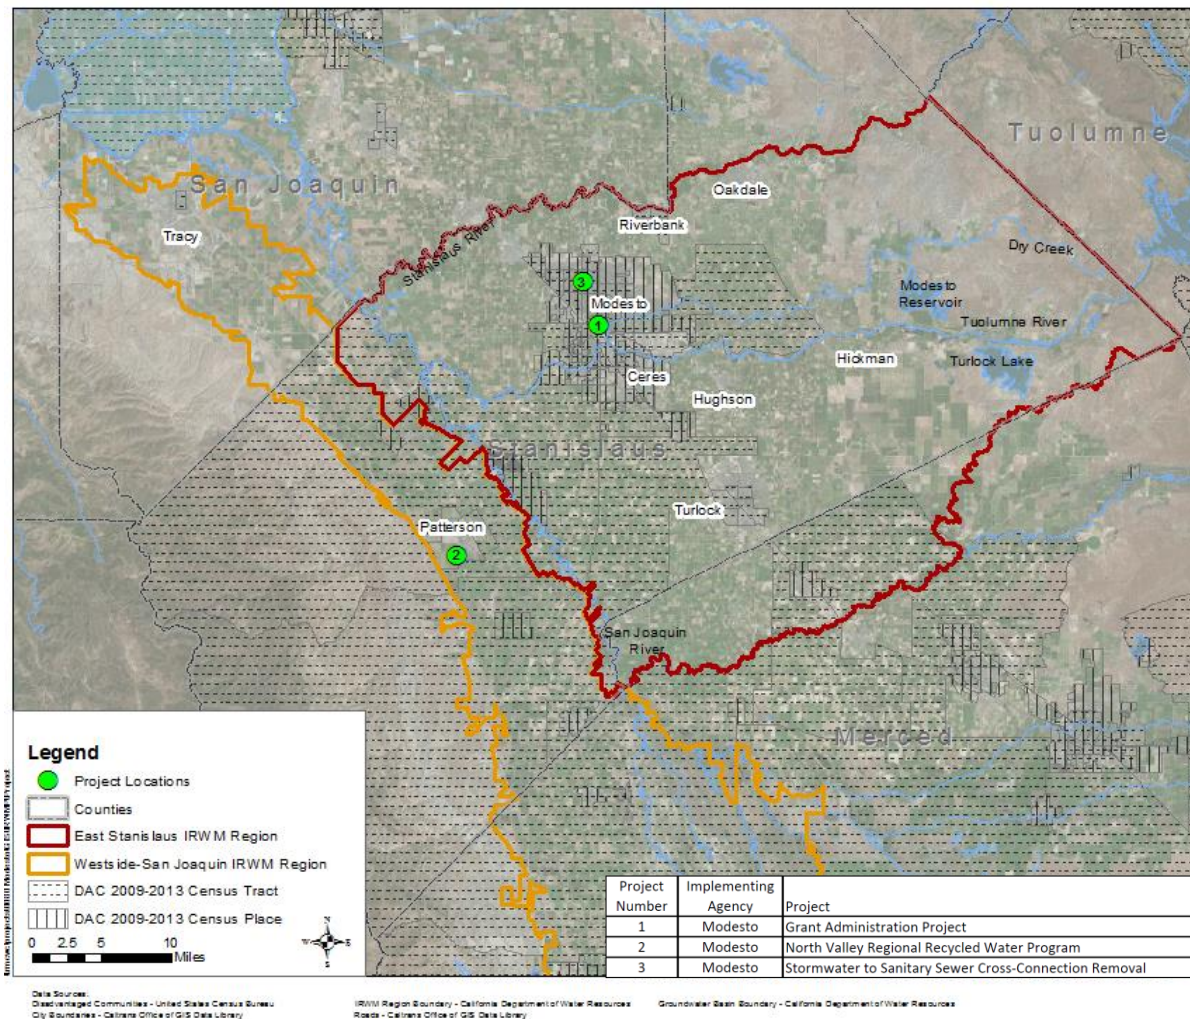 Tuolumne
San Joaquin
Oakdale
Riverbank
Tracy
Stanislaus River
Dry Creek
3
Modesto
Modesto
Reservoir
1
Tuolumne River
Hickman
Turlock Lake
Ceres
Hughson
Stanislaus
Turlock
Patterson
2
San Joaquin
River
Merced
Legend
Project Locations
Counties
East Stanislaus IRWM Region
Westside-San Joaquin IRWM Region
DAC 2009-2013 Census Tract
DAC 2009-2013 Census Place
0 2.5 5 10
Miles
N
W E
S
Project Number Implementing Agency Project
1 Modesto Grant Administration Project
2 Modesto North Valley Regional Recycled Water Program
3 Modesto Stormwater to Sanitary Sewer Cross-Connection Removal
Data Sources:
Disadvantaged Communities - United States Census Bureau
City Boundaries - Caltrans Office of GIS Data Library
IRWM Region Boundary - California Department of Water Resources
Roads - Caltrans Office of GIS Data Library
Groundwater Basin Boundary - California Department of Water Resources